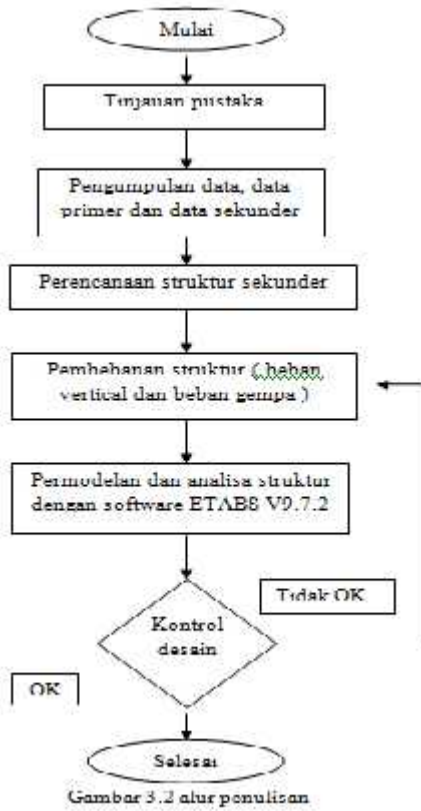 Mulai
Tinjauan pustaka
Pengumpulan data, data
primer dan data sekunder
Perencanaan struktur sekunder
Pembebanan struktur ( beban
vertical dan beban gempa )
Permodelan dan analisa struktur
dengan software ETABS V9.7.2
Tidak OK
Kontrol
desain
OK
Selesai
Gambar 3.2 alur penulisan